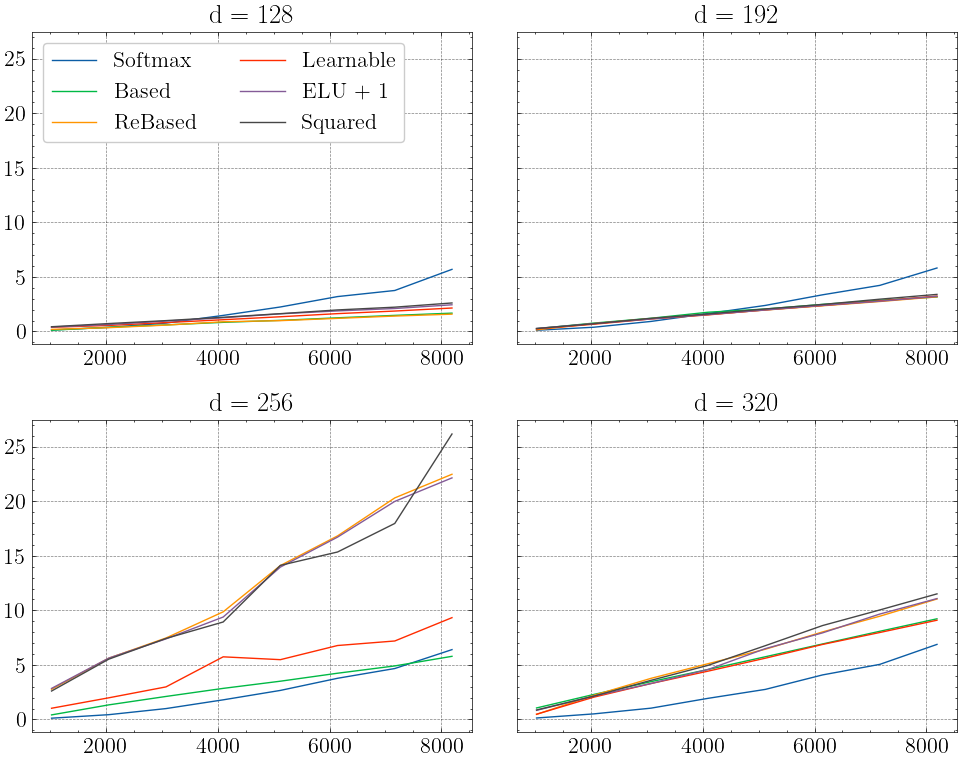 d = 128
d = 192
25
20
15
10
5
0
Softmax
Based
ReBased
Learnable
ELU + 1
Squared
2000 4000 6000 8000
2000 4000 6000 8000
d = 256
d = 320
25
20
15
10
5
0
2000 4000 6000 8000
2000 4000 6000 8000